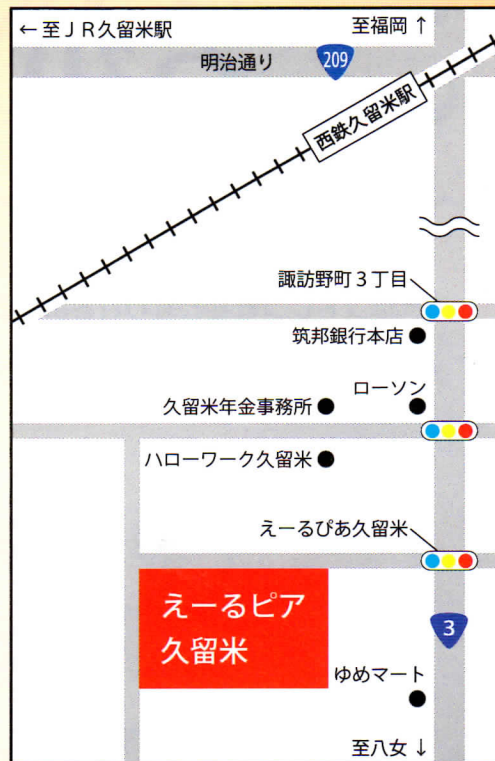 ←至ＪＲ久留米駅
至福岡↑
明治通り
209
西鉄久留米駅
諏訪野町３丁目
筑邦銀行本店
ローソン
久留米年金事務所
ハローワーク久留米
えーるぴあ久留米
えーるピア
久留米
3
ゆめマート
至八女↓